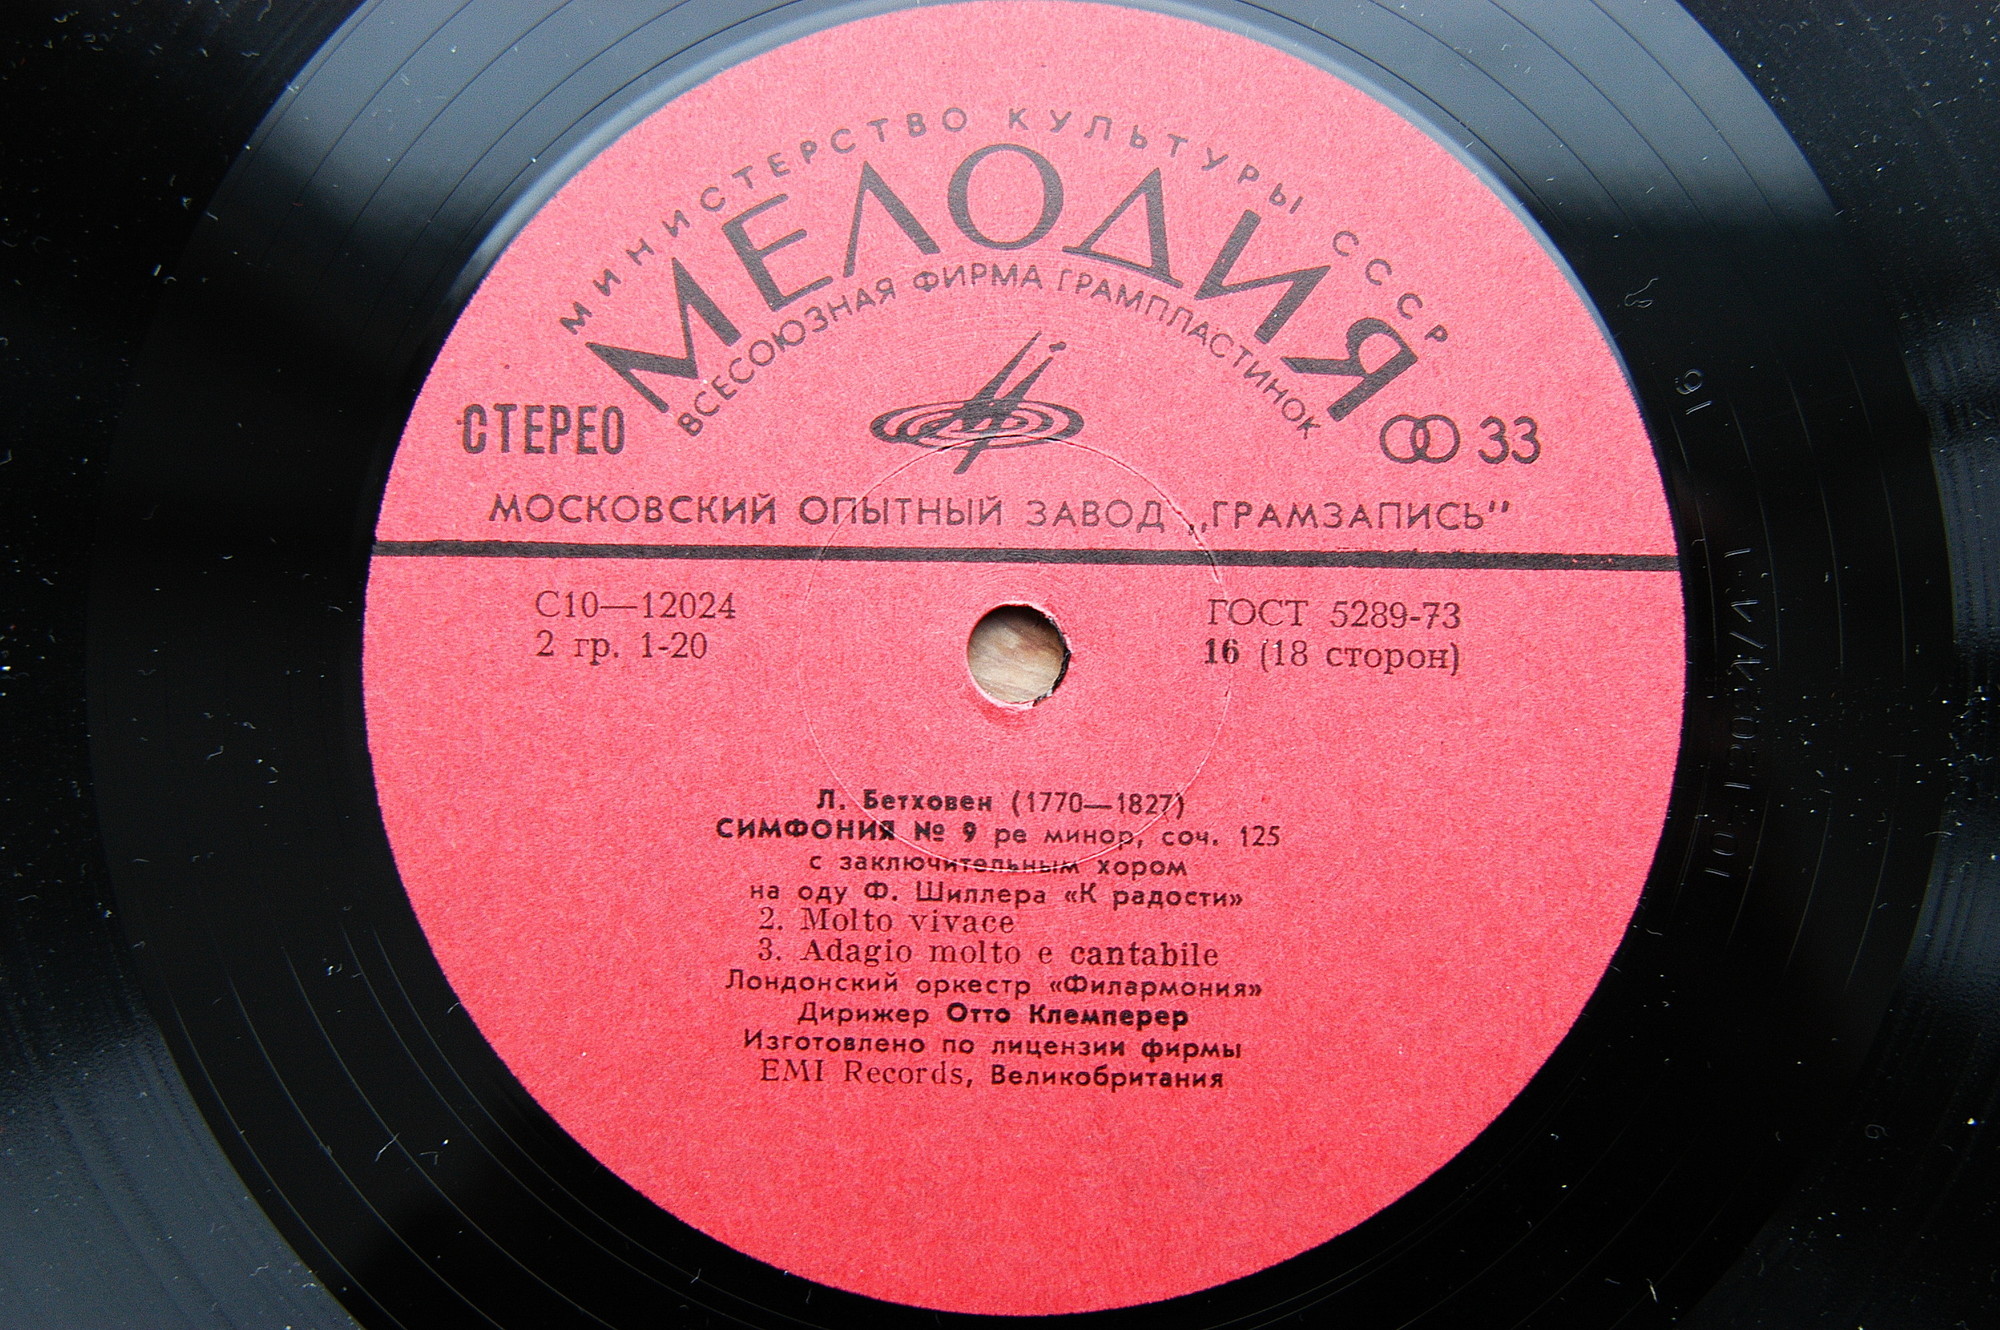 МИНИСТЕРСТВО КУЛЬТУРЫ СССР
МЕЛОДИЯ
ВСЕСОЮЗНАЯ ФИРМА ГРАМПЛАСТИНОК
СТЕРЕО
33
МОСКОВСКИЙ ОПЫТНЫЙ ЗАВОД „ГРАМЗАПИСЬ"
С10—12024
2 гр. 1-20
ГОСТ 5289-73
16 (18 сторон)
Л. Бетховен (1770—1827)
СИМФОНИЯ № 9 ре минор, соч. 125
с заключительным хором
на оду Ф. Шиллера «К радости»
2. Molto vivace
3. Adagio molto e cantabile
Лондонский оркестр «Филармония»
Дирижер Отто Клемперер
Изготовлено по лицензии фирмы
EMI Records, Великобритания